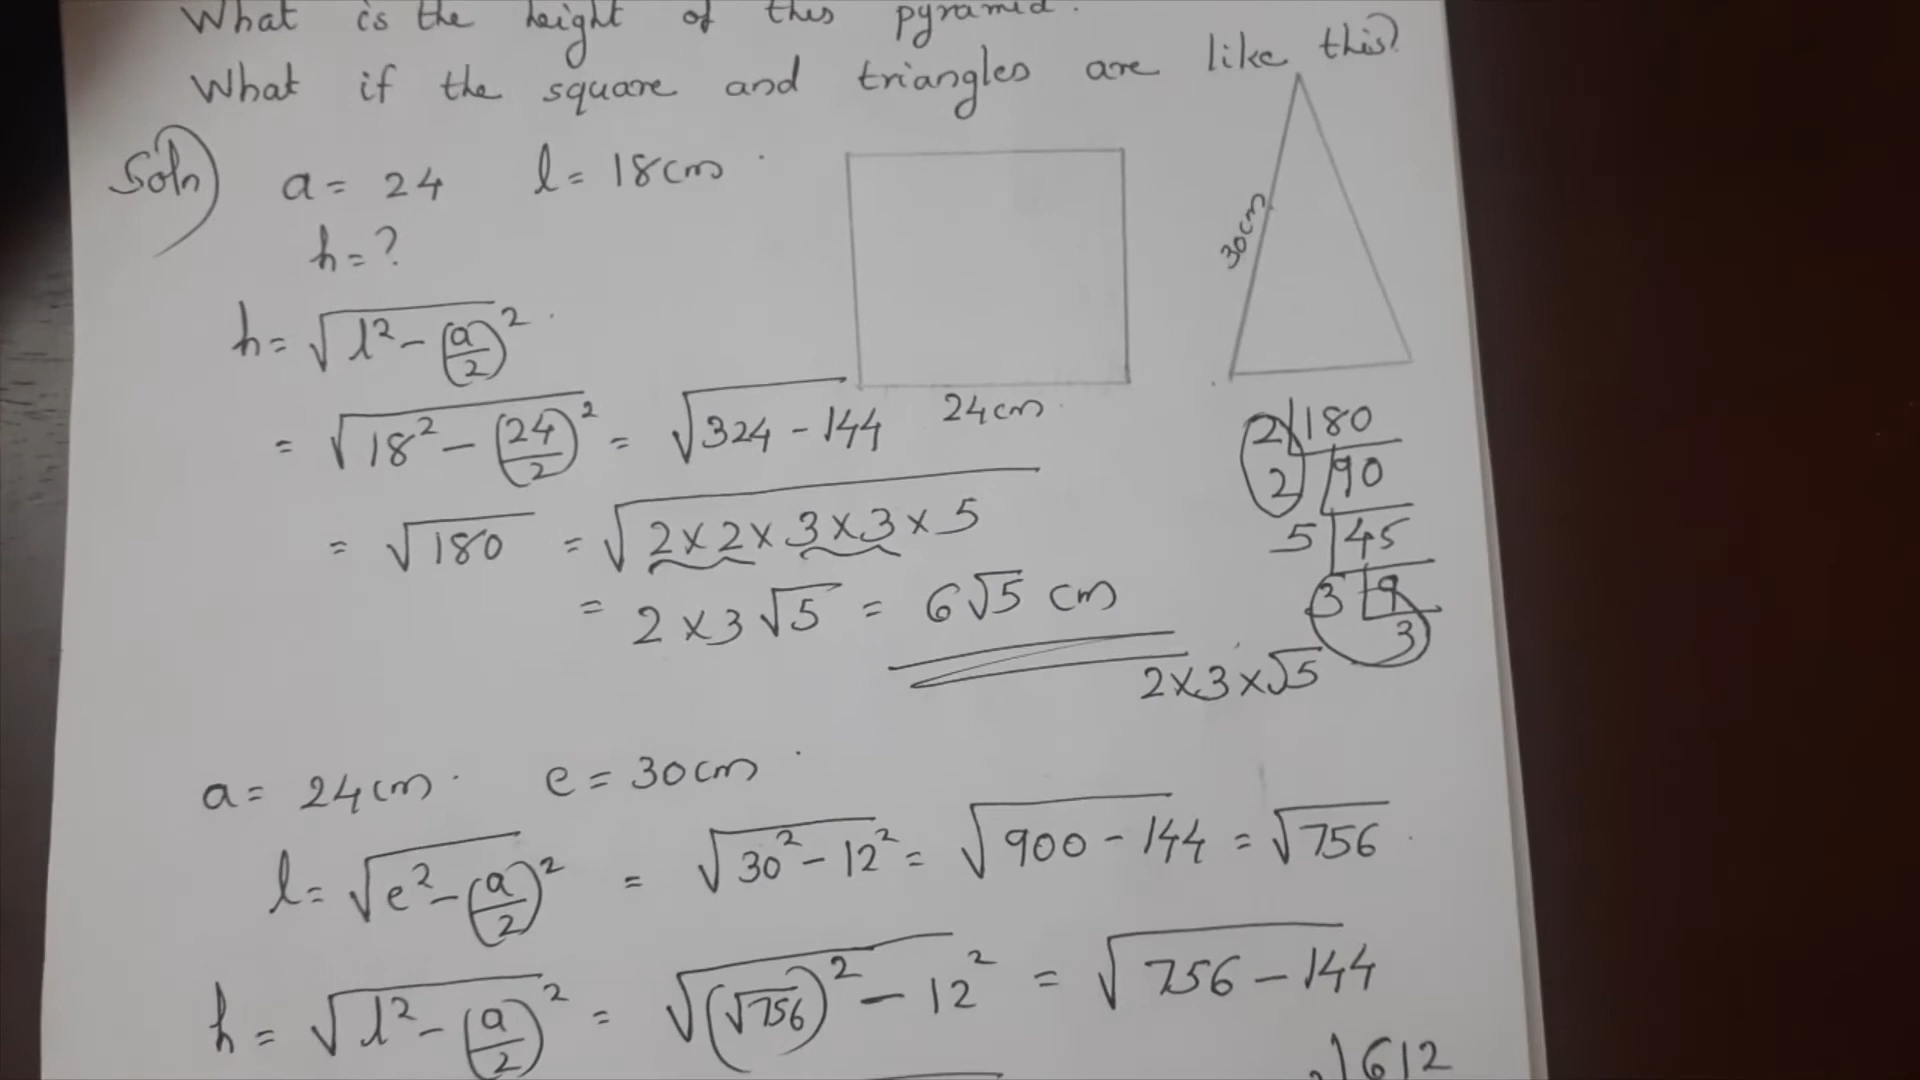 What is the height of this pyramid.
What if the square and triangles are like this?
Soln) a = 24 l = 18cm
h = ?
30cm
h = √l² - (a/2)²
= √18² - (24/2)² = √324 - 144
24cm
2 180
2 90
5 45
3 9
3
= √180 = √2×2×3×3×5
= 2×3√5 = 6√5 cm
2×3×√5
a = 24cm. e = 30cm
l = √e² - (a/2)² = √30² - 12² = √900 - 144 = √756
h = √l² - (a/2)² = √(√756)² - 12² = √756 - 144
612